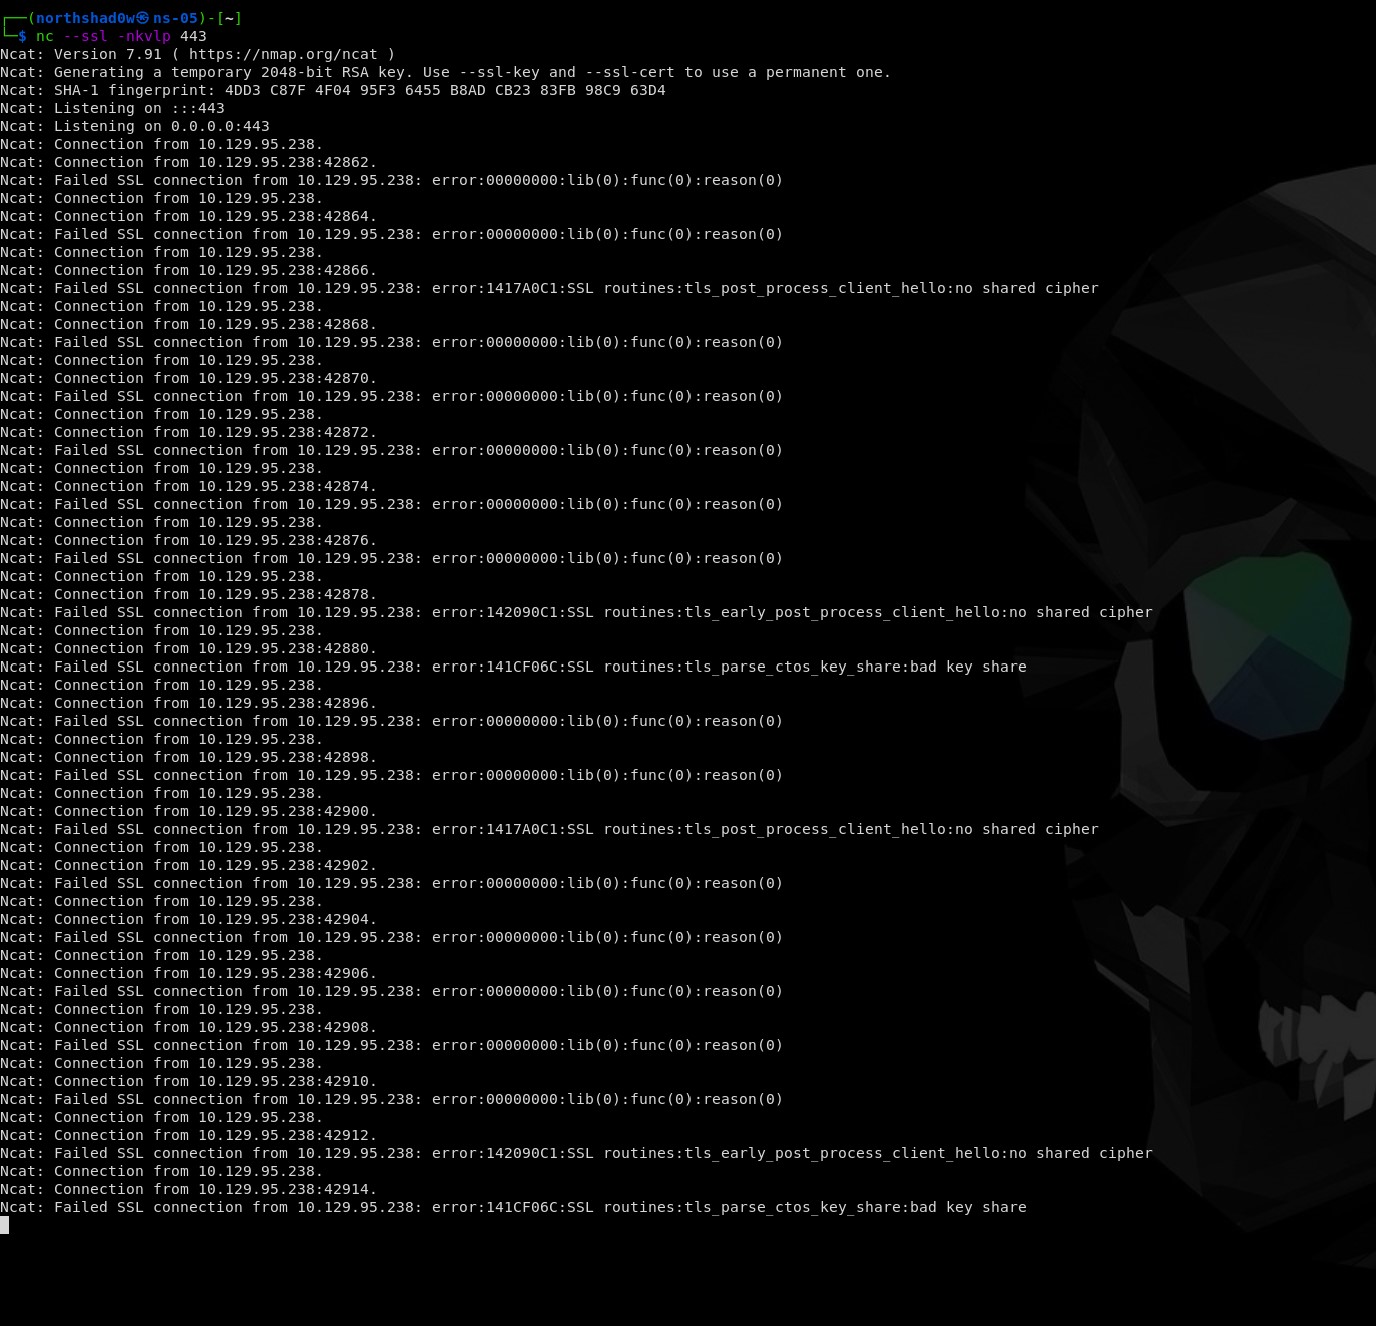 ┌──(northshad0w㉿ns-05)-[~]
└─$ nc --ssl -nkvlp 443
Ncat: Version 7.91 ( https://nmap.org/ncat )
Ncat: Generating a temporary 2048-bit RSA key. Use --ssl-key and --ssl-cert to use a permanent one.
Ncat: SHA-1 fingerprint: 4DD3 C87F 4F04 95F3 6455 B8AD CB23 83FB 98C9 63D4
Ncat: Listening on :::443
Ncat: Listening on 0.0.0.0:443
Ncat: Connection from 10.129.95.238.
Ncat: Connection from 10.129.95.238:42862.
Ncat: Failed SSL connection from 10.129.95.238: error:00000000:lib(0):func(0):reason(0)
Ncat: Connection from 10.129.95.238.
Ncat: Connection from 10.129.95.238:42864.
Ncat: Failed SSL connection from 10.129.95.238: error:00000000:lib(0):func(0):reason(0)
Ncat: Connection from 10.129.95.238.
Ncat: Connection from 10.129.95.238:42866.
Ncat: Failed SSL connection from 10.129.95.238: error:1417A0C1:SSL routines:tls_post_process_client_hello:no shared cipher
Ncat: Connection from 10.129.95.238.
Ncat: Connection from 10.129.95.238:42868.
Ncat: Failed SSL connection from 10.129.95.238: error:00000000:lib(0):func(0):reason(0)
Ncat: Connection from 10.129.95.238.
Ncat: Connection from 10.129.95.238:42870.
Ncat: Failed SSL connection from 10.129.95.238: error:00000000:lib(0):func(0):reason(0)
Ncat: Connection from 10.129.95.238.
Ncat: Connection from 10.129.95.238:42872.
Ncat: Failed SSL connection from 10.129.95.238: error:00000000:lib(0):func(0):reason(0)
Ncat: Connection from 10.129.95.238.
Ncat: Connection from 10.129.95.238:42874.
Ncat: Failed SSL connection from 10.129.95.238: error:00000000:lib(0):func(0):reason(0)
Ncat: Connection from 10.129.95.238.
Ncat: Connection from 10.129.95.238:42876.
Ncat: Failed SSL connection from 10.129.95.238: error:00000000:lib(0):func(0):reason(0)
Ncat: Connection from 10.129.95.238.
Ncat: Connection from 10.129.95.238:42878.
Ncat: Failed SSL connection from 10.129.95.238: error:142090C1:SSL routines:tls_early_post_process_client_hello:no shared cipher
Ncat: Connection from 10.129.95.238.
Ncat: Connection from 10.129.95.238:42880.
Ncat: Failed SSL connection from 10.129.95.238: error:141CF06C:SSL routines:tls_parse_ctos_key_share:bad key share
Ncat: Connection from 10.129.95.238.
Ncat: Connection from 10.129.95.238:42896.
Ncat: Failed SSL connection from 10.129.95.238: error:00000000:lib(0):func(0):reason(0)
Ncat: Connection from 10.129.95.238.
Ncat: Connection from 10.129.95.238:42898.
Ncat: Failed SSL connection from 10.129.95.238: error:00000000:lib(0):func(0):reason(0)
Ncat: Connection from 10.129.95.238.
Ncat: Connection from 10.129.95.238:42900.
Ncat: Failed SSL connection from 10.129.95.238: error:1417A0C1:SSL routines:tls_post_process_client_hello:no shared cipher
Ncat: Connection from 10.129.95.238.
Ncat: Connection from 10.129.95.238:42902.
Ncat: Failed SSL connection from 10.129.95.238: error:00000000:lib(0):func(0):reason(0)
Ncat: Connection from 10.129.95.238.
Ncat: Connection from 10.129.95.238:42904.
Ncat: Failed SSL connection from 10.129.95.238: error:00000000:lib(0):func(0):reason(0)
Ncat: Connection from 10.129.95.238.
Ncat: Connection from 10.129.95.238:42906.
Ncat: Failed SSL connection from 10.129.95.238: error:00000000:lib(0):func(0):reason(0)
Ncat: Connection from 10.129.95.238.
Ncat: Connection from 10.129.95.238:42908.
Ncat: Failed SSL connection from 10.129.95.238: error:00000000:lib(0):func(0):reason(0)
Ncat: Connection from 10.129.95.238.
Ncat: Connection from 10.129.95.238:42910.
Ncat: Failed SSL connection from 10.129.95.238: error:00000000:lib(0):func(0):reason(0)
Ncat: Connection from 10.129.95.238.
Ncat: Connection from 10.129.95.238:42912.
Ncat: Failed SSL connection from 10.129.95.238: error:142090C1:SSL routines:tls_early_post_process_client_hello:no shared cipher
Ncat: Connection from 10.129.95.238.
Ncat: Connection from 10.129.95.238:42914.
Ncat: Failed SSL connection from 10.129.95.238: error:141CF06C:SSL routines:tls_parse_ctos_key_share:bad key share